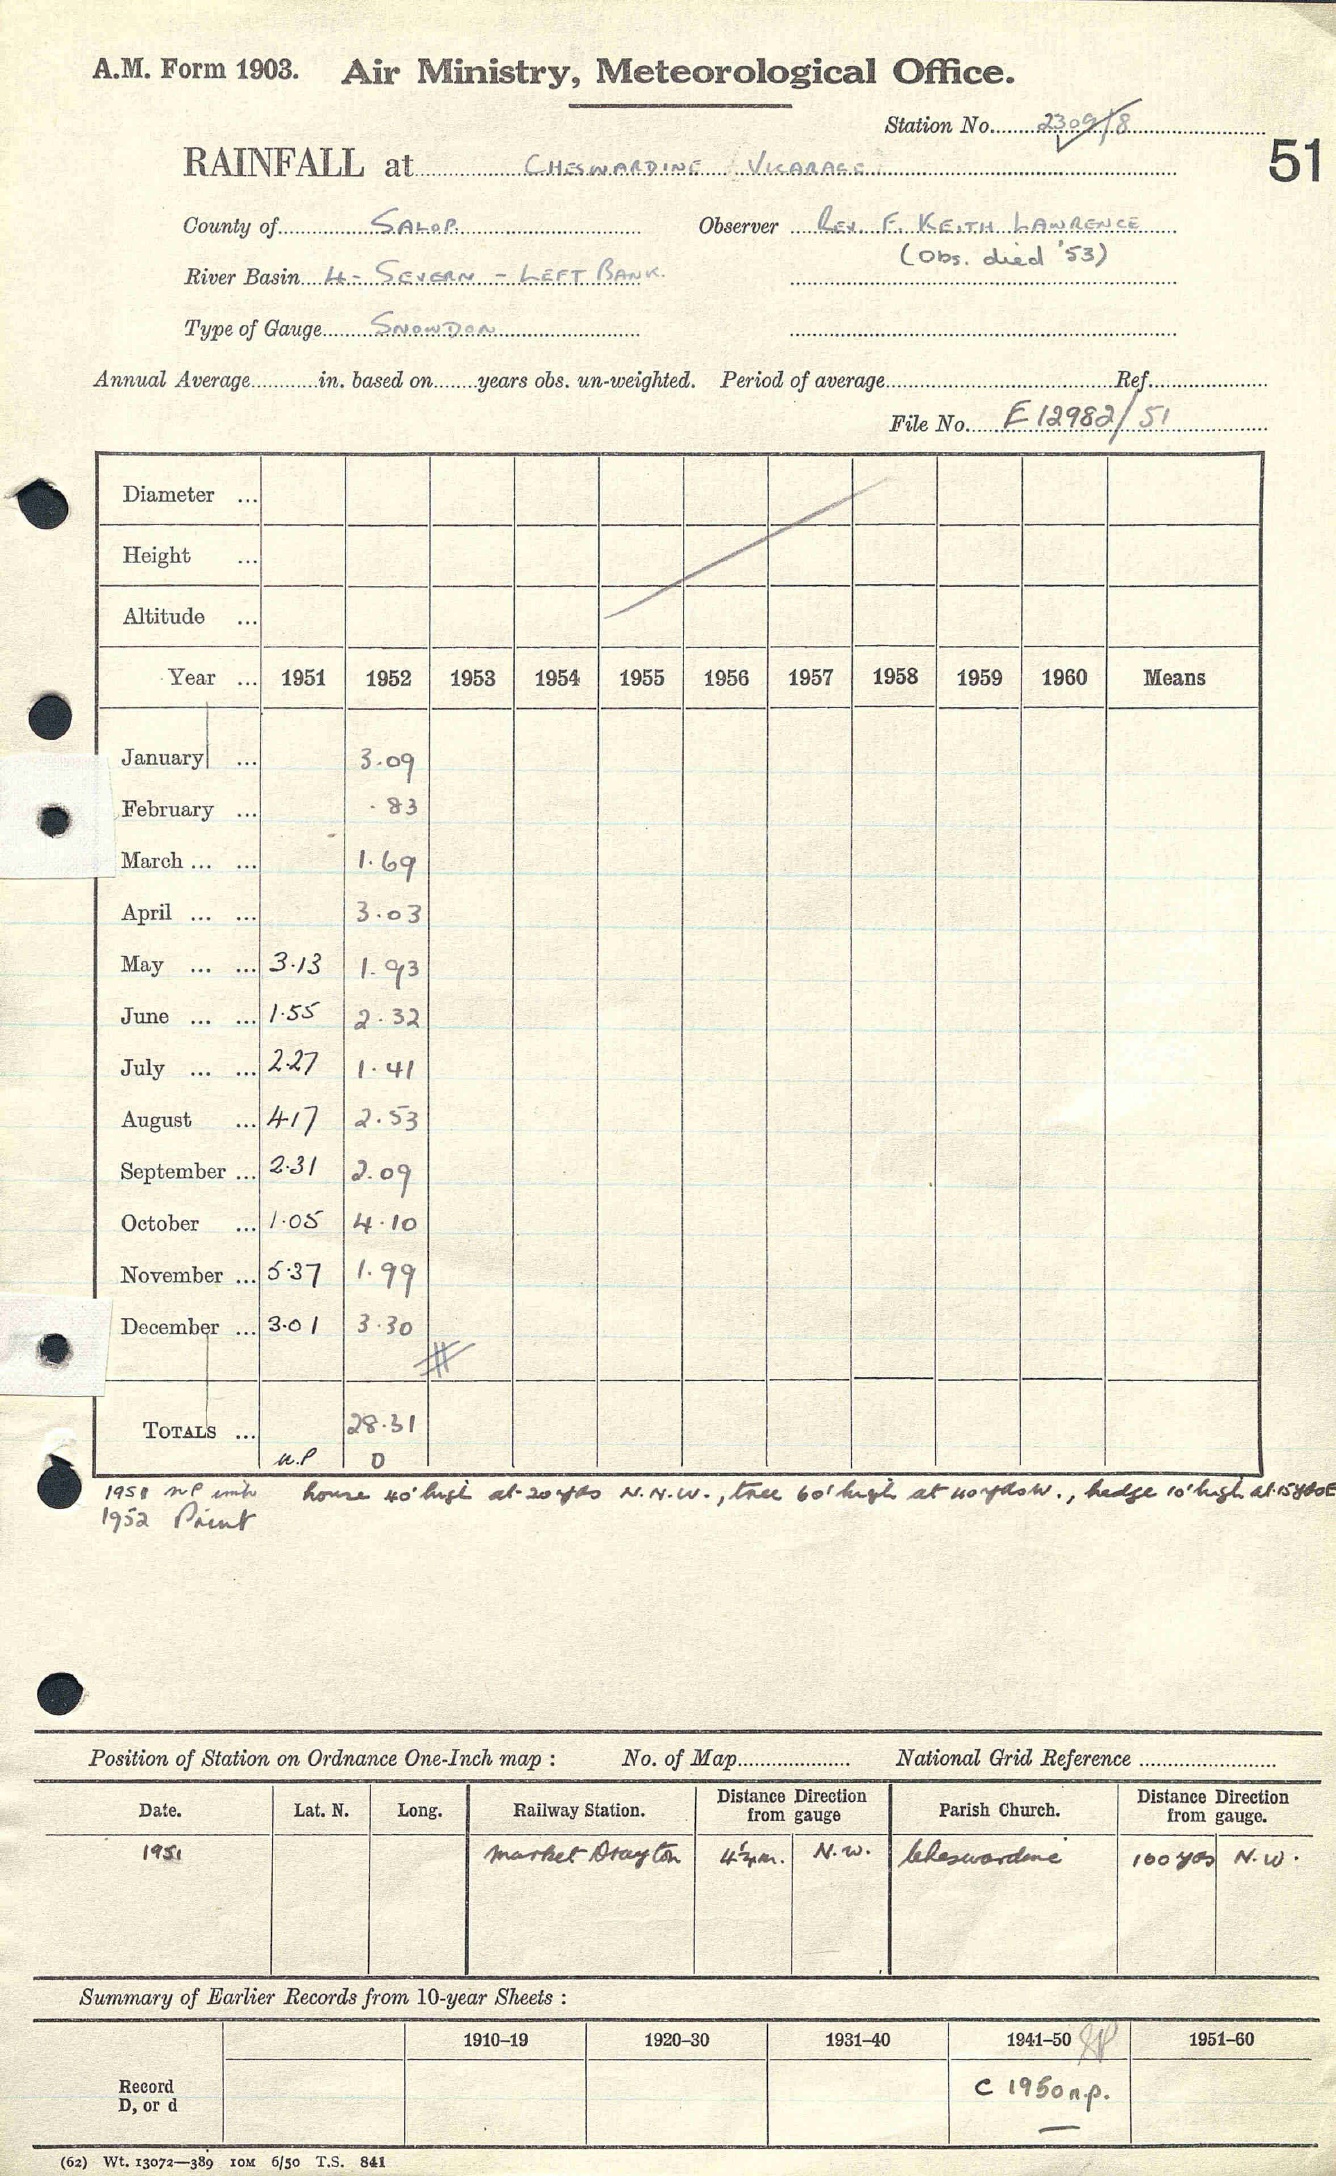 A.M. Form 1903. Air Ministry, Meteorological Office.
Station No. 2309/8
51
RAINFALL at CHESWARDINE VICARAGE
County of SALOP. Observer REV. F. KEITH LAWRENCE
(Obs. died '53)
River Basin 4 - SEVERN - LEFT BANK.
Type of Gauge SNOWDON
Annual Average in. based on years obs. un-weighted. Period of average Ref.
File No. E12982/51
Diameter ...
Height ...
Altitude ...
Year ... 1951 1952 1953 1954 1955 1956 1957 1958 1959 1960 Means
January ... 3.09
February ... .83
March ... ... 1.69
April ... ... 3.03
May ... ... 3.13 1.93
June ... ... 1.55 2.32
July ... ... 2.27 1.41
August ... 4.17 2.53
September ... 2.31 2.09
October ... 1.05 4.10
November ... 5.37 1.99
December ... 3.01 3.30
TOTALS ... 28.31
n.P D
house 40' high at 20 yds N.N.W., tree 60' high at 40 yds W., hedge 10' high at 15 yds E
1952 Print
Position of Station on Ordnance One-Inch map : No. of Map National Grid Reference
Date. Lat. N. Long. Railway Station. Distance Direction from gauge Parish Church. Distance Direction from gauge.
1951 Market Drayton 4½m. N.W. Cheswardine 100 yds N.W.
Summary of Earlier Records from 10-year Sheets :
1910–19 1920–30 1931–40 1941–50 1951–60
Record
D, or d
C 1950 n.p.
(62) Wt. 13072—389 10M 6/50 T.S. 841